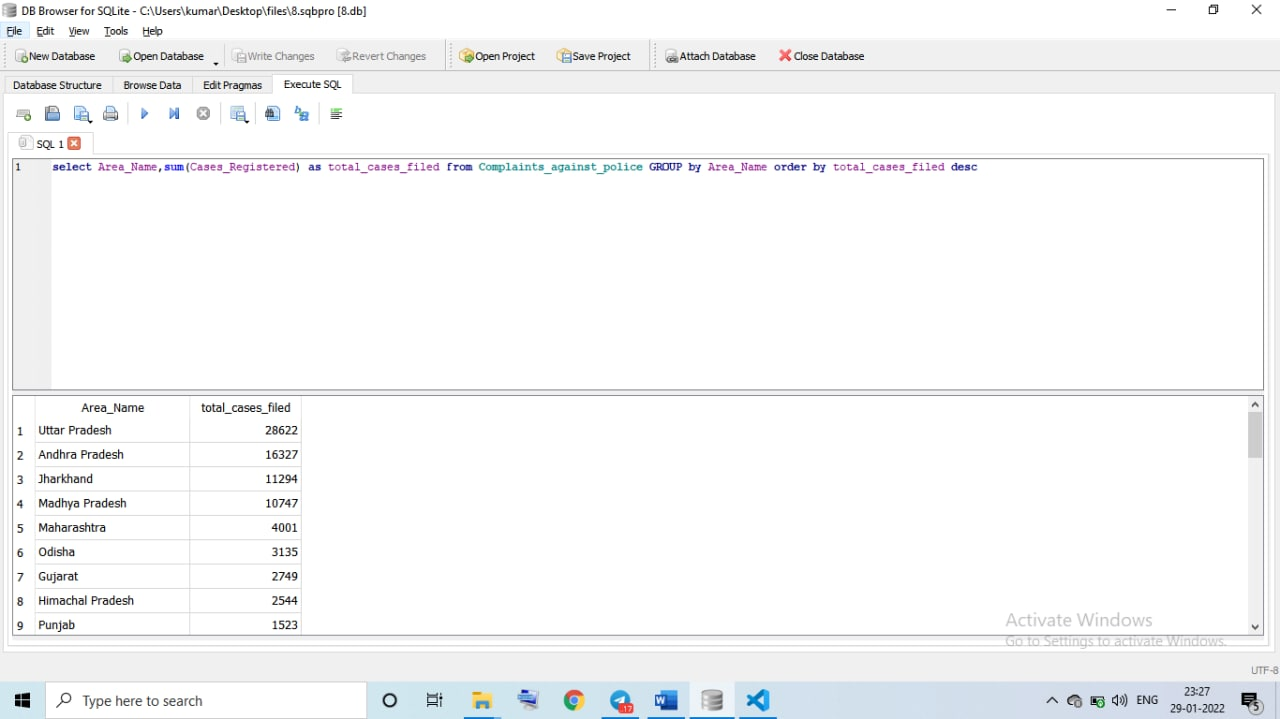 DB Browser for SQLite - C:\Users\kumar\Desktop\files\8.sqbpro [8.db]
File Edit View Tools Help
New Database Open Database Write Changes Revert Changes Open Project Save Project Attach Database Close Database
Database Structure Browse Data Edit Pragmas Execute SQL
SQL 1
1 select Area_Name,sum(Cases_Registered) as total_cases_filed from Complaints_against_police GROUP by Area_Name order by total_cases_filed desc
Area_Name total_cases_filed
1 Uttar Pradesh 28622
2 Andhra Pradesh 16327
3 Jharkhand 11294
4 Madhya Pradesh 10747
5 Maharashtra 4001
6 Odisha 3135
7 Gujarat 2749
8 Himachal Pradesh 2544
9 Punjab 1523
Activate Windows
Go to Settings to activate Windows.
UTF-8
Type here to search
17
ENG
23:27
29-01-2022
5